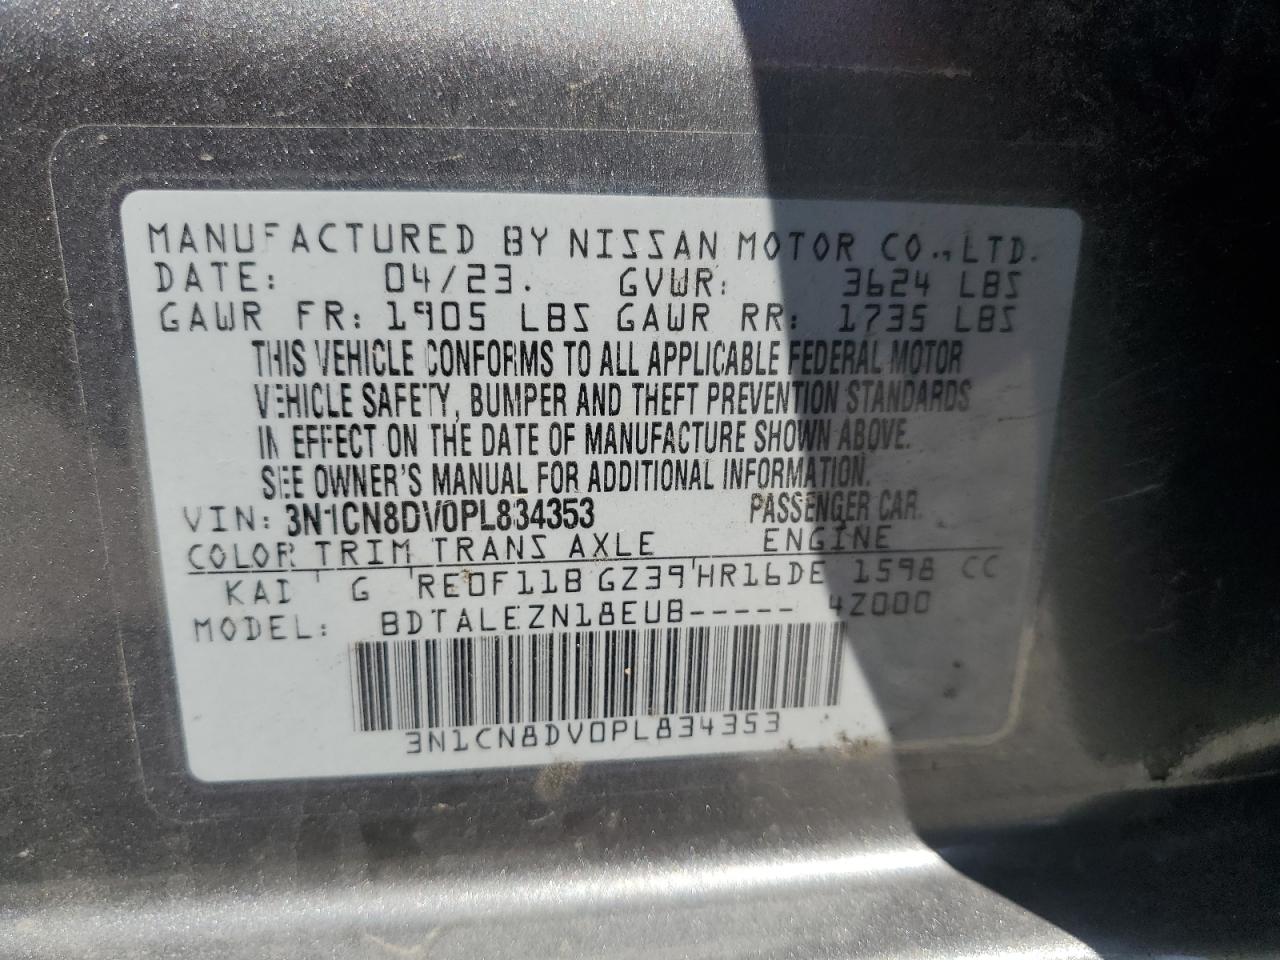 MANUFACTURED BY NISSAN MOTOR CO., LTD.
DATE: 04/23. GVWR: 3624 LBS
GAWR FR: 1905 LBS GAWR RR: 1735 LBS
THIS VEHICLE CONFORMS TO ALL APPLICABLE FEDERAL MOTOR
VEHICLE SAFETY, BUMPER AND THEFT PREVENTION STANDARDS
IN EFFECT ON THE DATE OF MANUFACTURE SHOWN ABOVE.
SEE OWNER'S MANUAL FOR ADDITIONAL INFORMATION.
VIN: 3N1CN8DV0PL834353 PASSENGER CAR.
COLOR TRIM TRANS AXLE ENGINE
KAD G RE0F11B GZ39 HR16DE 1598 CC
MODEL: BDTALEZN18EUB----- 4Z000
3N1CN8DV0PL834353